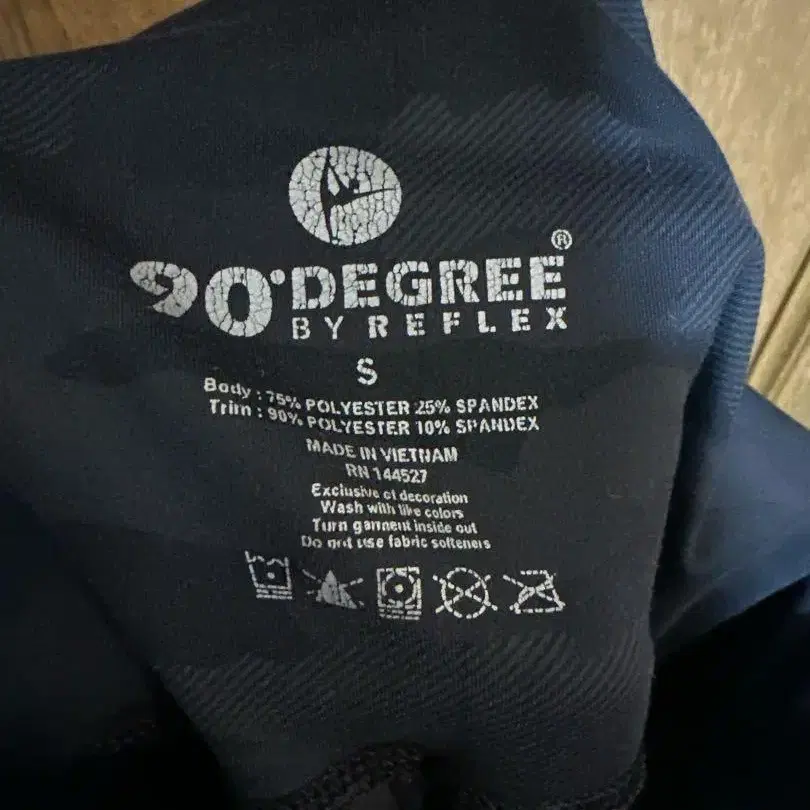 90° DEGREE®
BY REFLEX
S
Body : 75% POLYESTER 25% SPANDEX
Trim : 90% POLYESTER 10% SPANDEX
MADE IN VIETNAM
RN 144527
Exclusive of decoration
Wash with like colors
Turn garment inside out
Do not use fabric softeners